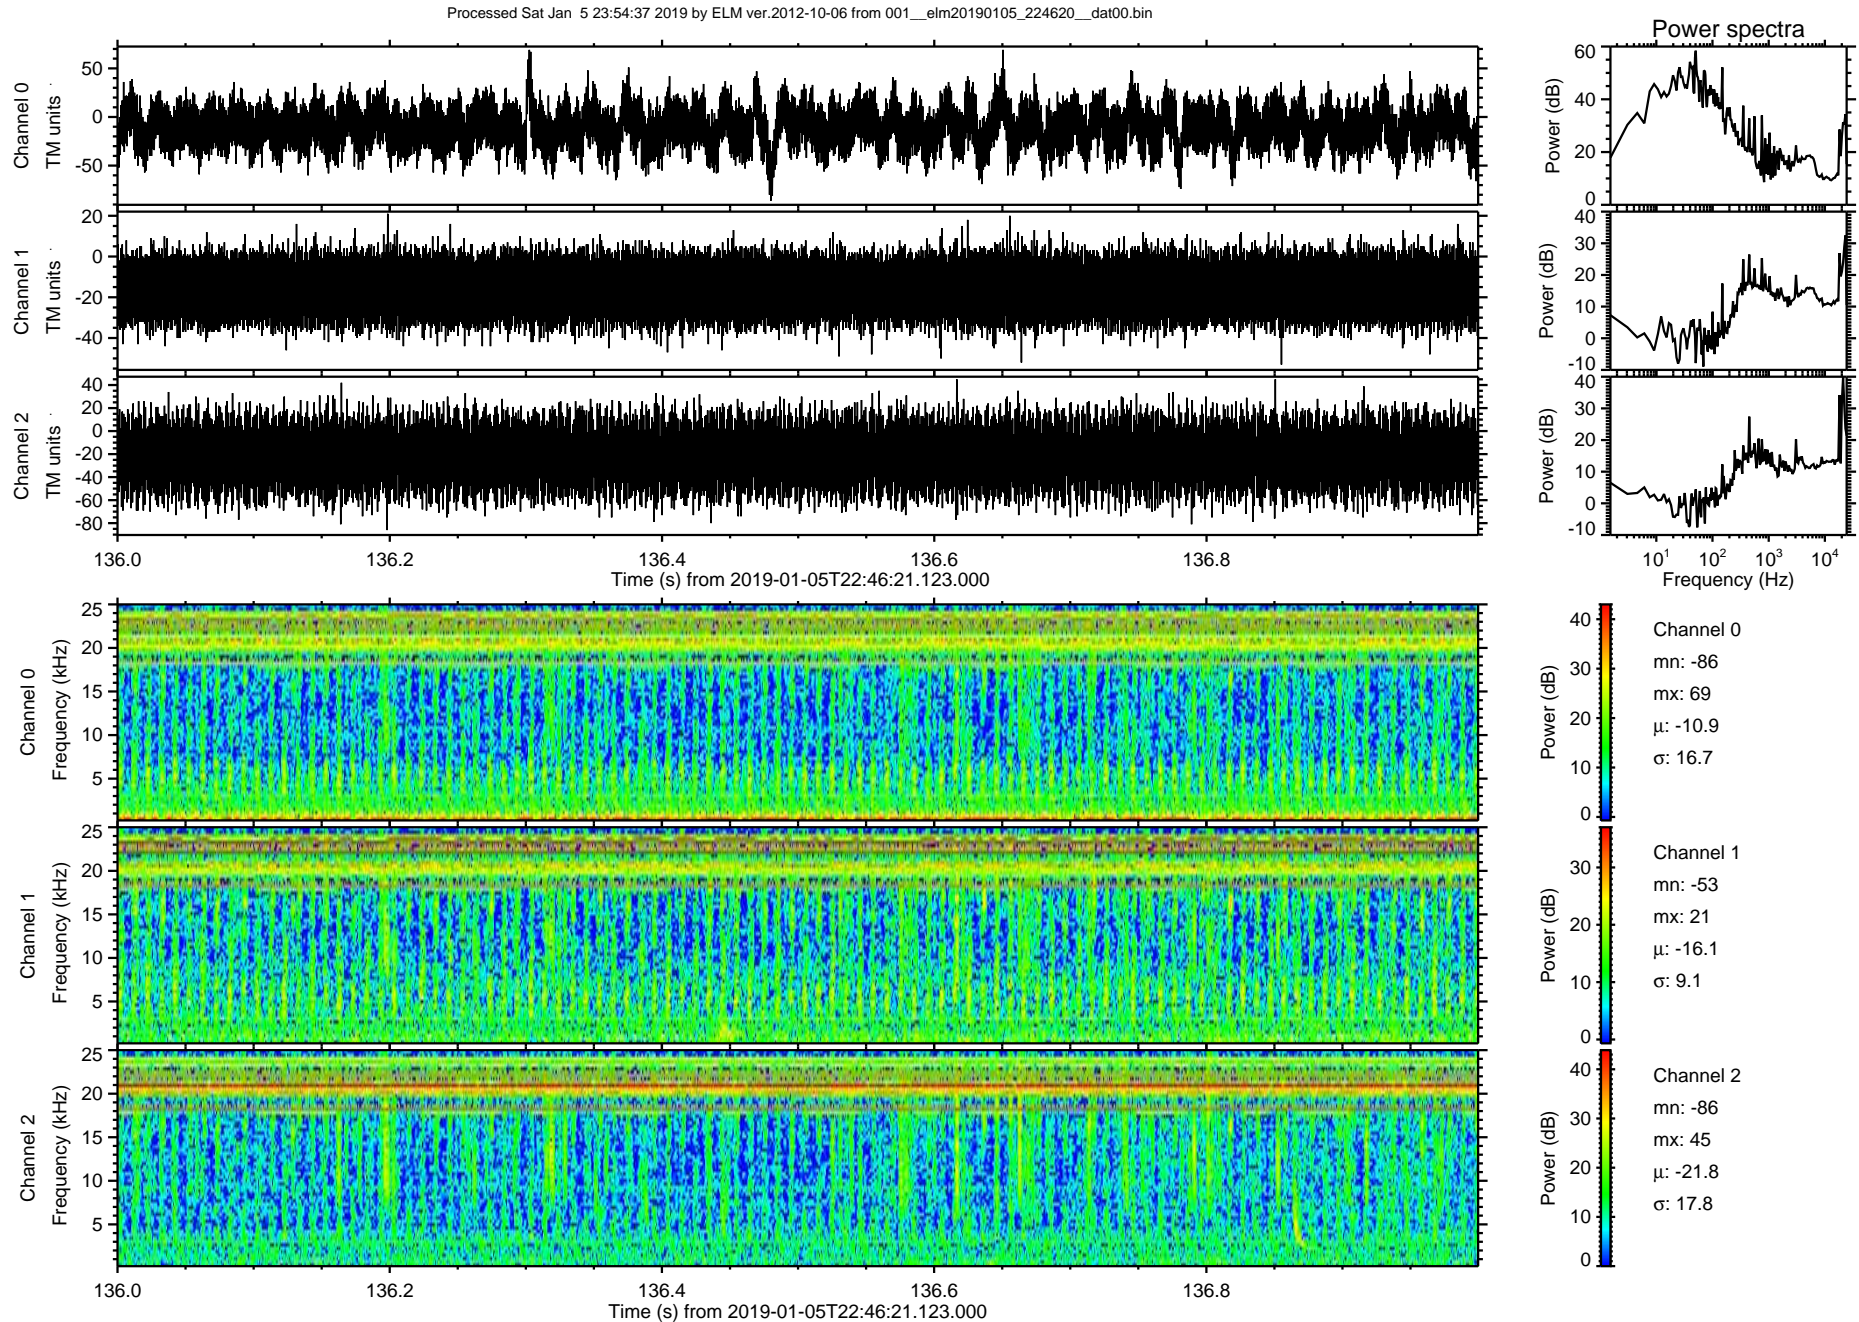 Processed Sat Jan  5 23:54:37 2019 by ELM ver.2012-10-06 from 001__elm20190105_224620__dat00.bin
Power spectra
Channel 0
TM units
50
0
-50
Power (dB)
60
40
20
0
Channel 1
TM units
20
0
-20
-40
Power (dB)
40
30
20
10
0
-10
Channel 2
TM units
40
20
0
-20
-40
-60
-80
Power (dB)
40
30
20
10
0
-10
136.0 136.2 136.4 136.6 136.8
Time (s) from 2019-01-05T22:46:21.123.000
10^1 10^2 10^3 10^4
Frequency (Hz)
Channel 0
Frequency (kHz)
25
20
15
10
5
Power (dB)
40
30
20
10
0
Channel 0
mn: -86
mx: 69
μ: -10.9
σ: 16.7
Channel 1
Frequency (kHz)
25
20
15
10
5
Power (dB)
30
20
10
0
Channel 1
mn: -53
mx: 21
μ: -16.1
σ: 9.1
Channel 2
Frequency (kHz)
25
20
15
10
5
Power (dB)
40
30
20
10
0
Channel 2
mn: -86
mx: 45
μ: -21.8
σ: 17.8
136.0 136.2 136.4 136.6 136.8
Time (s) from 2019-01-05T22:46:21.123.000